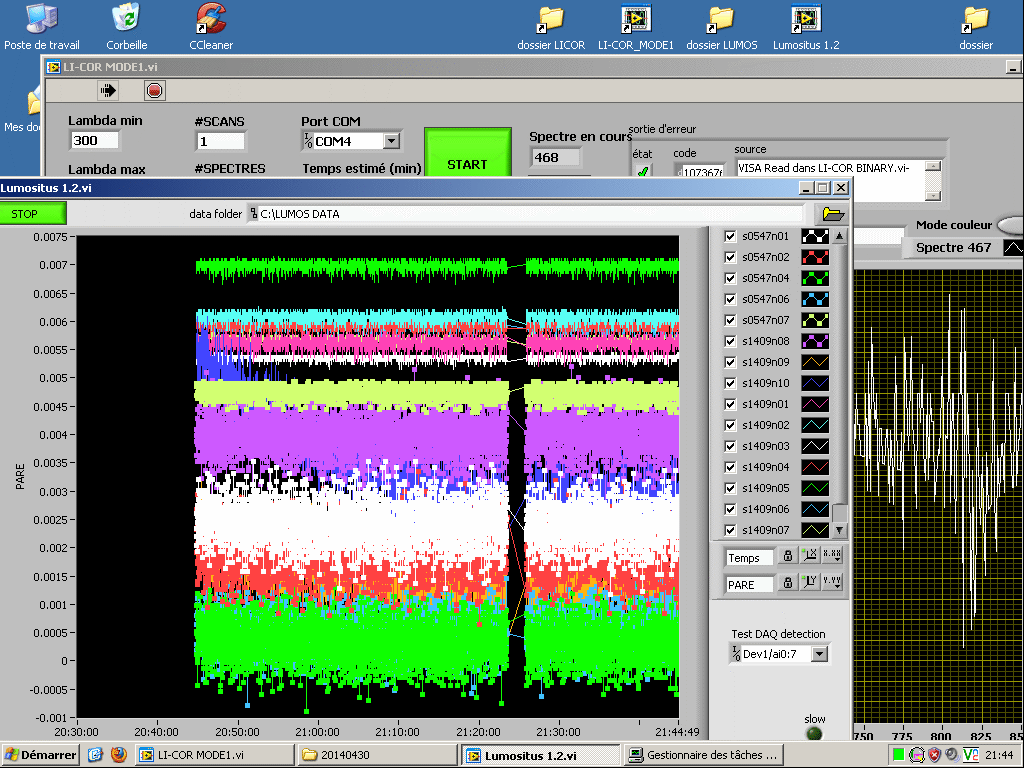 Poste de travail
Corbeille
CCleaner
dossier LICOR
LI-COR_MODE1
dossier LUMOS
Lumositus 1.2
dossier
Mes do
LI-COR MODE1.vi
Lambda min
300
Lambda max
#SCANS
1
#SPECTRES
Port COM
COM4
Temps estimé (min)
START
Spectre en cours
468
sortie d'erreur
état
code
107367
source
VISA Read dans LI-COR BINARY.vi-
Mode couleur
Spectre 467
Lumositus 1.2.vi
STOP
data folder
C:\LUMOS DATA
0.0075
0.007
0.0065
0.006
0.0055
0.005
0.0045
0.004
0.0035
0.003
0.0025
0.002
0.0015
0.001
0.0005
0
-0.0005
-0.001
PARE
20:30:00
20:40:00
20:50:00
21:00:00
21:10:00
21:20:00
21:30:00
21:44:49
s0547n01
s0547n02
s0547n04
s0547n06
s0547n07
s1409n08
s1409n09
s1409n10
s1409n01
s1409n02
s1409n03
s1409n04
s1409n05
s1409n06
s1409n07
Temps
PARE
Test DAQ detection
Dev1/ai0:7
slow
750
775
800
825
85
Démarrer
LI-COR MODE1.vi
20140430
Lumositus 1.2.vi
Gestionnaire des tâches ...
21:44